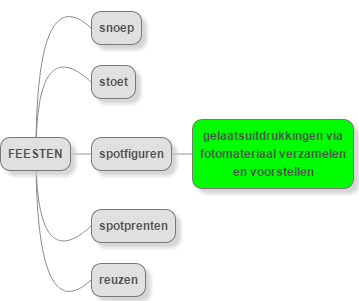 snoep
stoet
FEESTEN
spotfiguren
gelaatsuitdrukkingen via
fotomateriaal verzamelen
en voorstellen
spotprenten
reuzen